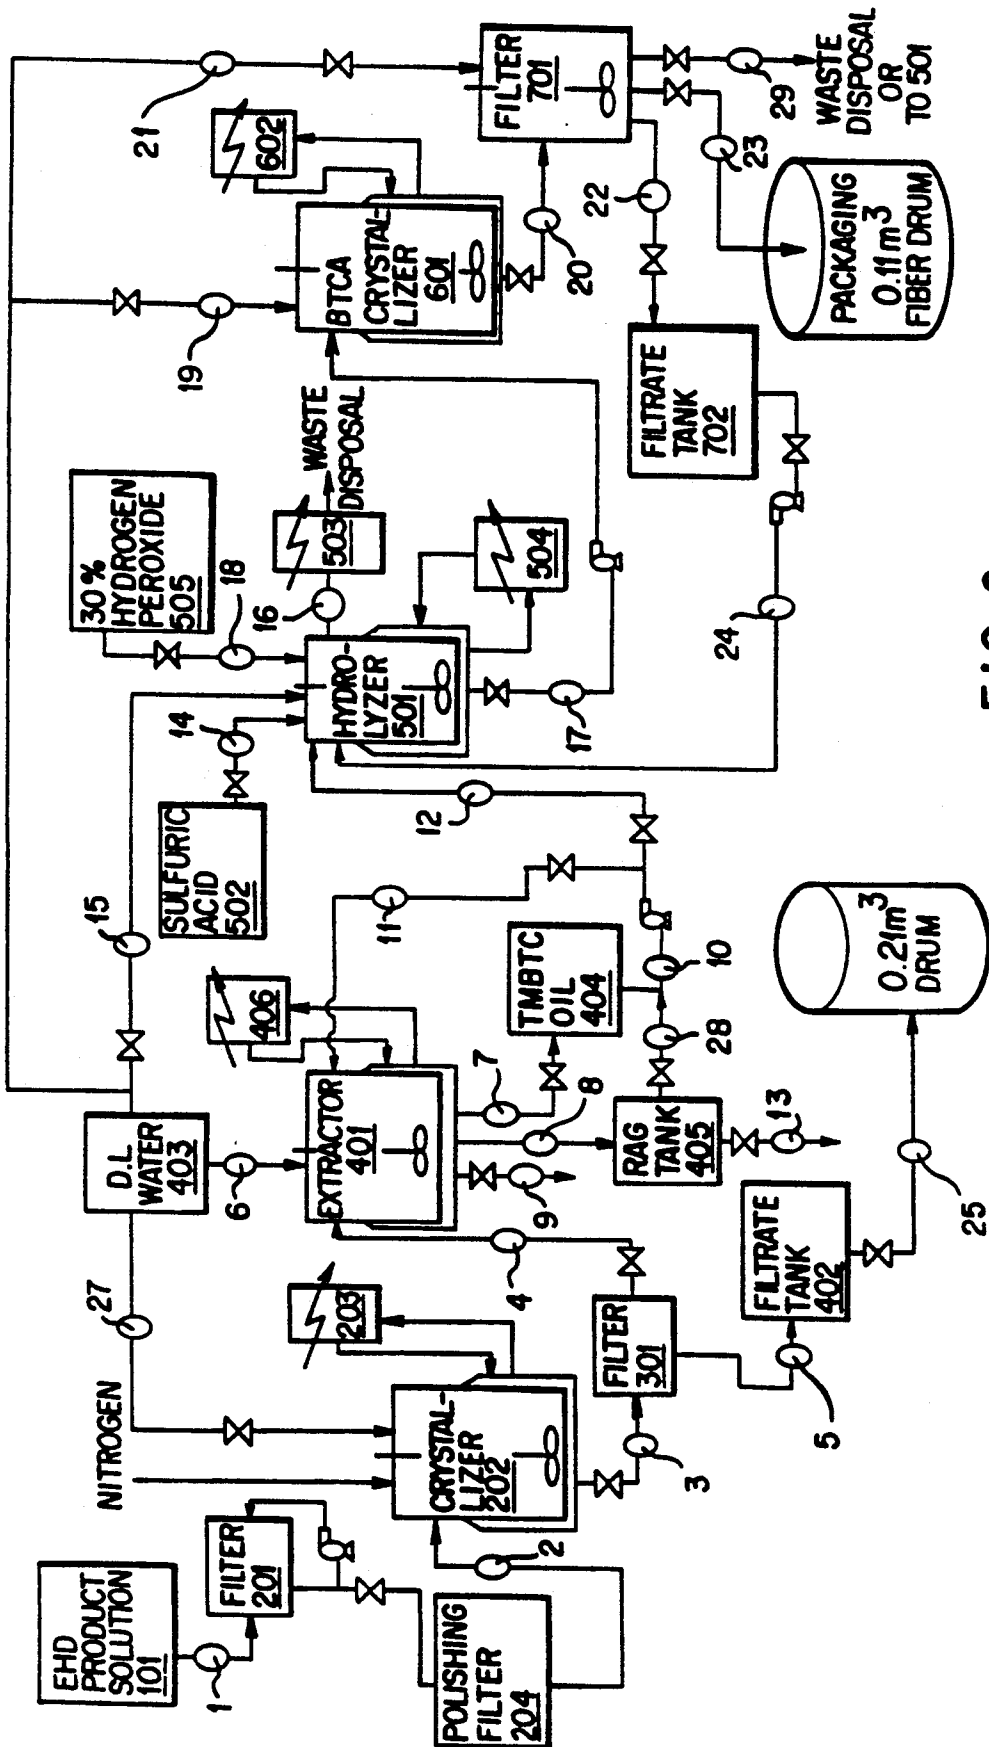 EHD
PRODUCT
SOLUTION
101
1
FILTER
201
POLISHING
FILTER
204
2
NITROGEN
27
CRYSTAL-
LIZER
202
203
3
FILTER
301
4
5
FILTRATE
TANK
402
25
0.21m³
DRUM
D.I.
WATER
403
6
EXTRACTOR
401
406
7
8
9
TMBTC
OIL
404
RAG
TANK
405
13
28
10
11
12
15
SULFURIC
ACID
502
14
30%
HYDROGEN
PEROXIDE
505
18
HYDRO-
LYZER
501
16
503
WASTE
DISPOSAL
504
17
19
BTCA
CRYSTAL-
LIZER
601
602
20
21
FILTER
701
22
FILTRATE
TANK
702
24
23
PACKAGING
0.11m³
FIBER DRUM
29
WASTE
DISPOSAL
OR
TO 501